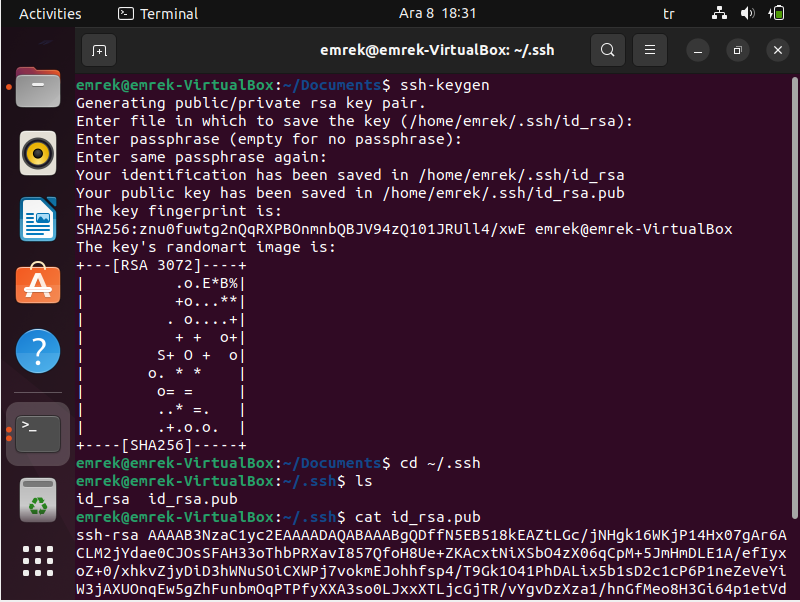 Activities
Terminal
Ara 8 18:31
tr
emrek@emrek-VirtualBox: ~/.ssh
emrek@emrek-VirtualBox:~/Documents$ ssh-keygen
Generating public/private rsa key pair.
Enter file in which to save the key (/home/emrek/.ssh/id_rsa):
Enter passphrase (empty for no passphrase):
Enter same passphrase again:
Your identification has been saved in /home/emrek/.ssh/id_rsa
Your public key has been saved in /home/emrek/.ssh/id_rsa.pub
The key fingerprint is:
SHA256:znu0fuwtg2nQqRXPBOnmnbQBJV94zQ101JRUll4/xwE emrek@emrek-VirtualBox
The key's randomart image is:
+---[RSA 3072]----+
|           .o.E*B%|
|           +o...**|
|          . o....+|
|           + +  o+|
|         S+ O +  o|
|        o. * *    |
|         o= =     |
|         ..* =.   |
|         .+.o.o.  |
+----[SHA256]-----+
emrek@emrek-VirtualBox:~/Documents$ cd ~/.ssh
emrek@emrek-VirtualBox:~/.ssh$ ls
id_rsa  id_rsa.pub
emrek@emrek-VirtualBox:~/.ssh$ cat id_rsa.pub
ssh-rsa AAAAB3NzaC1yc2EAAAADAQABAAABgQDffN5EB518kEAZtLGc/jNHgk16WKjP14Hx07gAr6A
CLM2jYdae0CJOsSFAH33oThbPRXavI857QfoH8Ue+ZKAcxtNiXSbO4zX06qCpM+5JmHmDLE1A/efIyx
oZ+0/xhkvZjyDiD3hWNuSOiCXWPj7vokmEJohhfsp4/T9Gk1O41PhDALix5b1sD2c1cP6P1neZeVeYi
W3jAXUOnqEw5gZhFunbmOqPTPfyXXA3so0LJxxXTLjcGjTR/vYgvDzXza1/hnGfMeo8H3Gi64p1etVd